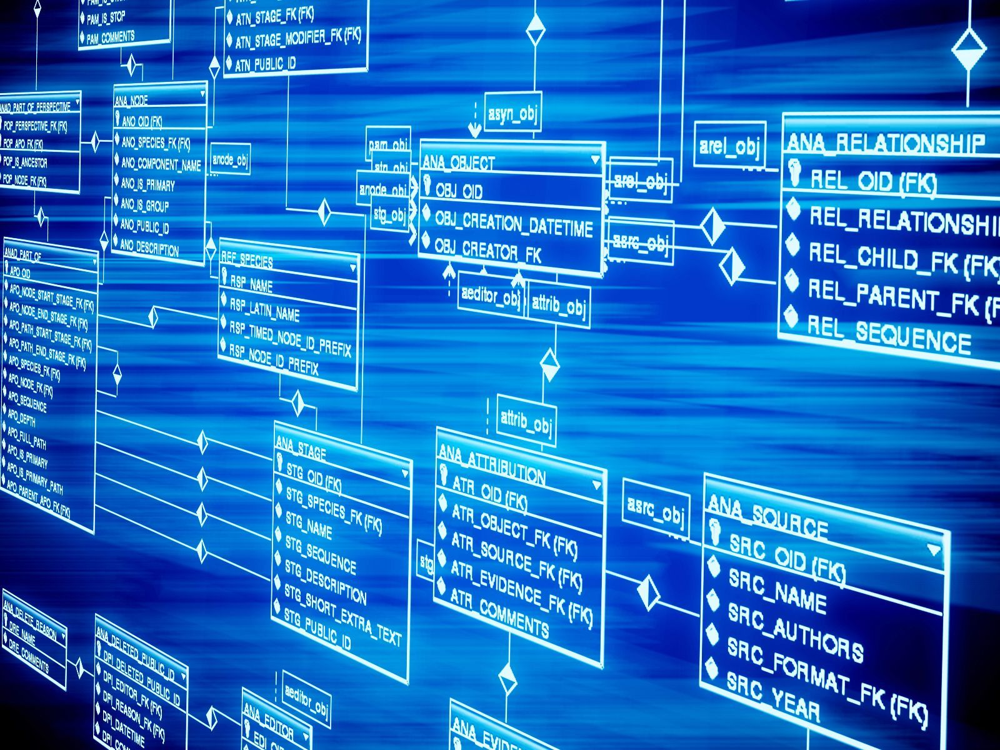 PAM_IS_STOP
PAM_COMMENTS
ATN_STAGE_FK (FK)
ATN_STAGE_MODIFIER_FK (FK)
ATN_PUBLIC_ID
ANAD_PART_OF_PERSPECTIVE
POP_PERSPECTIVE_FK (FK)
POP_APO_FK (FK)
POP_IS_ANCESTOR
POP_NODE_FK (FK)
ANA_NODE
ANO_OID (FK)
ANO_SPECIES_FK (FK)
ANO_COMPONENT_NAME
ANO_IS_PRIMARY
ANO_IS_GROUP
ANO_PUBLIC_ID
ANO_DESCRIPTION
anode_obj
asyn_obj
pam_obj
atn_obj
anode_obj
stg_obj
ANA_OBJECT
OBJ_OID
OBJ_CREATION_DATETIME
OBJ_CREATOR_FK
arel_obj
asrc_obj
aeditor_obj
attrib_obj
arel_obj
ANA_RELATIONSHIP
REL_OID (FK)
REL_RELATIONSHI
REL_CHILD_FK (FK)
REL_PARENT_FK (F
REL_SEQUENCE
ANAD_PART_OF
APO_OID
APO_NODE_START_STAGE_FK (FK)
APO_NODE_END_STAGE_FK (FK)
APO_PATH_START_STAGE_FK (FK)
APO_PATH_END_STAGE_FK (FK)
APO_SPECIES_FK (FK)
APO_NODE_FK (FK)
APO_SEQUENCE
APO_DEPTH
APO_FULL_PATH
APO_IS_PRIMARY
APO_IS_PRIMARY_PATH
APO_PARENT_APO_FK (FK)
REF_SPECIES
RSP_NAME
RSP_LATIN_NAME
RSP_TIMED_NODE_ID_PREFIX
RSP_NODE_ID_PREFIX
attrib_obj
ANA_STAGE
STG_OID (FK)
STG_SPECIES_FK (FK)
STG_NAME
STG_SEQUENCE
STG_DESCRIPTION
STG_SHORT_EXTRA_TEXT
STG_PUBLIC_ID
stg
ANA_ATTRIBUTION
ATR_OID (FK)
ATR_OBJECT_FK (FK)
ATR_SOURCE_FK (FK)
ATR_EVIDENCE_FK (FK)
ATR_COMMENTS
asrc_obj
ANA_SOURCE
SRC_OID (FK)
SRC_NAME
SRC_AUTHORS
SRC_FORMAT_FK (FK)
SRC_YEAR
ANA_DELETE_REASON
DRE_NAME
DRE_COMMENTS
ANA_DELETED_PUBLIC_ID
DPI_DELETED_PUBLIC_ID
DPI_EDITOR_FK (FK)
DPI_REASON_FK (FK)
DPI_DATETIME
aeditor_obj
ANA_EDITOR